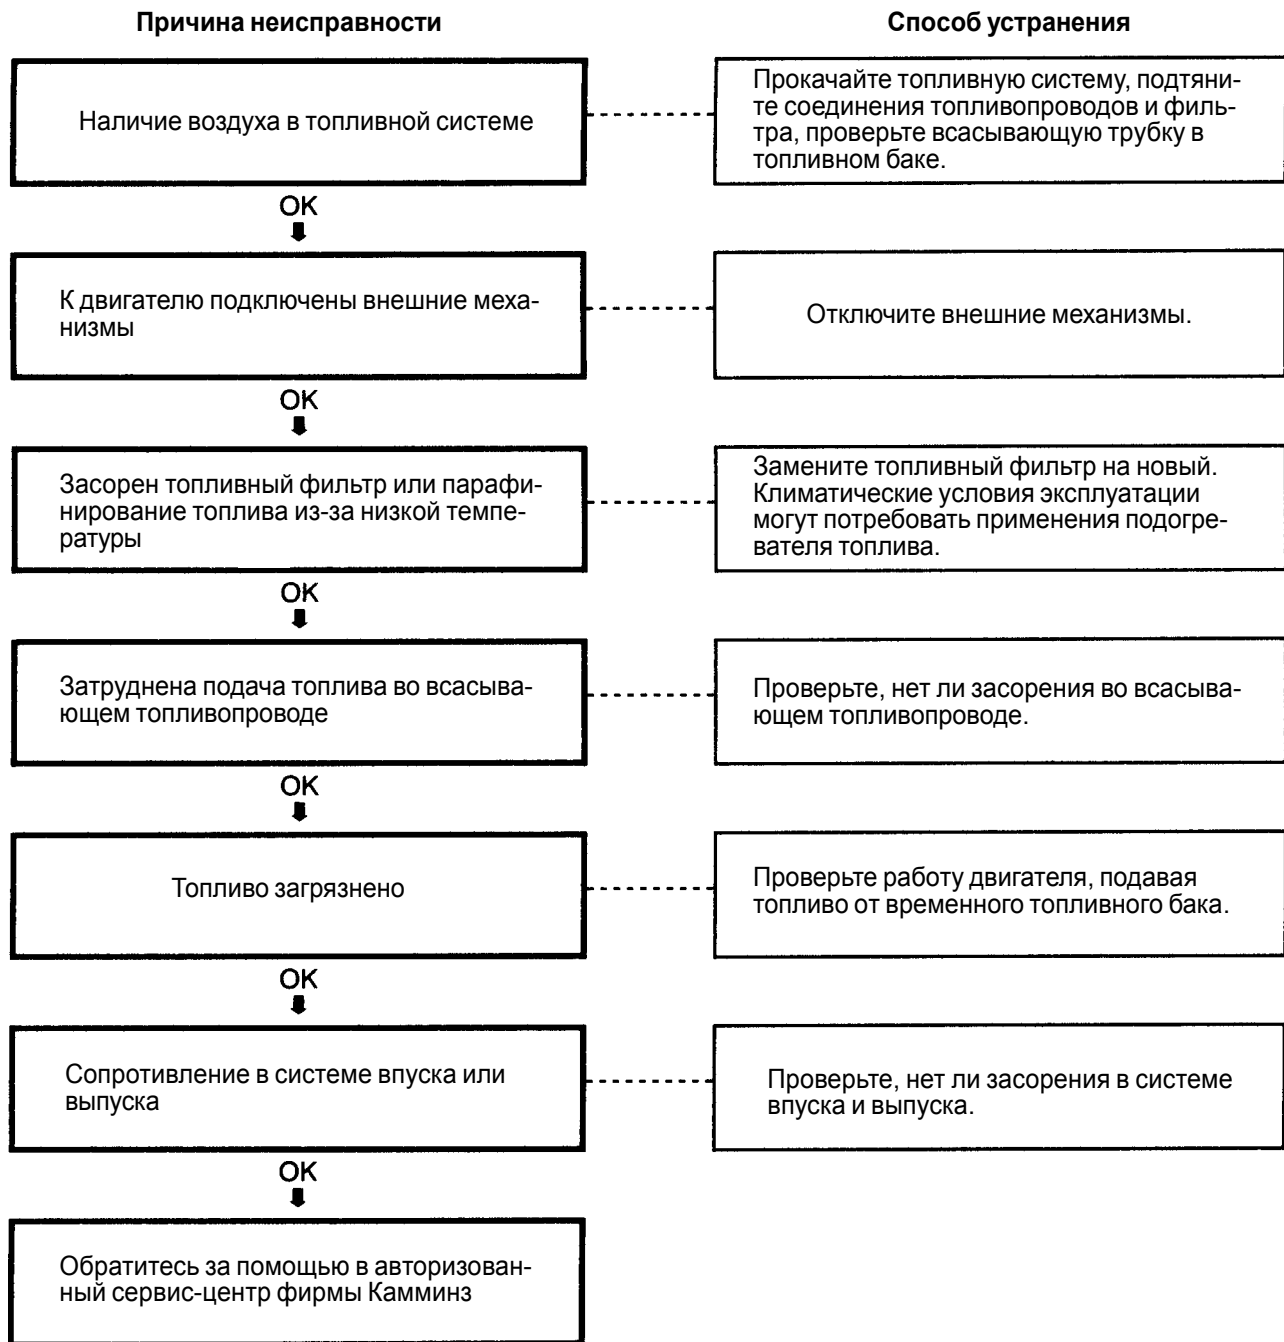 Причина неисправности
Способ устранения
Наличие воздуха в топливной системе
Прокачайте топливную систему, подтяни-
те соединения топливопроводов и филь-
тра, проверьте всасывающую трубку в
топливном баке.
OK
К двигателю подключены внешние меха-
низмы
Отключите внешние механизмы.
OK
Засорен топливный фильтр или парафи-
нирование топлива из-за низкой темпе-
ратуры
Замените топливный фильтр на новый.
Климатические условия эксплуатации
могут потребовать применения подогре-
вателя топлива.
OK
Затруднена подача топлива во всасыва-
ющем топливопроводе
Проверьте, нет ли засорения во всасыва-
ющем топливопроводе.
OK
Топливо загрязнено
Проверьте работу двигателя, подавая
топливо от временного топливного бака.
OK
Сопротивление в системе впуска или
выпуска
Проверьте, нет ли засорения в системе
впуска и выпуска.
OK
Обратитесь за помощью в авторизован-
ный сервис-центр фирмы Камминз